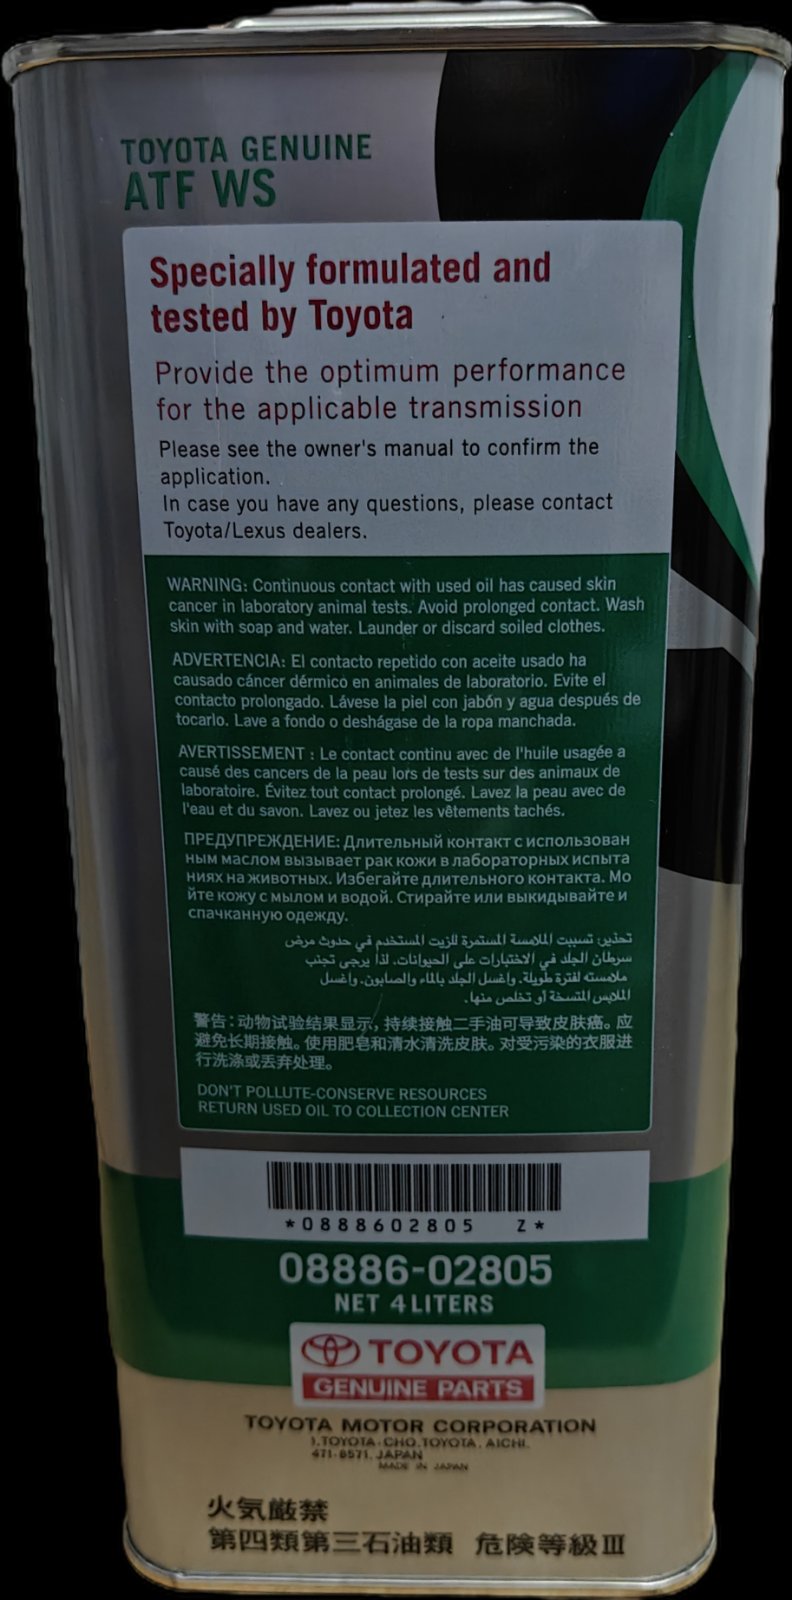 TOYOTA GENUINE
ATF WS
Specially formulated and
tested by Toyota
Provide the optimum performance
for the applicable transmission
Please see the owner's manual to confirm the
application.
In case you have any questions, please contact
Toyota/Lexus dealers.
WARNING: Continuous contact with used oil has caused skin
cancer in laboratory animal tests. Avoid prolonged contact. Wash
skin with soap and water. Launder or discard soiled clothes.
ADVERTENCIA: El contacto repetido con aceite usado ha
causado cáncer dérmico en animales de laboratorio. Evite el
contacto prolongado. Lávese la piel con jabón y agua después de
tocarlo. Lave a fondo o deshágase de la ropa manchada.
AVERTISSEMENT : Le contact continu avec de l'huile usagée a
causé des cancers de la peau lors de tests sur des animaux de
laboratoire. Évitez tout contact prolongé. Lavez la peau avec de
l'eau et du savon. Lavez ou jetez les vêtements tachés.
ПРЕДУПРЕЖДЕНИЕ: Длительный контакт с использован
ным маслом вызывает рак кожи в лабораторных испыта
ниях на животных. Избегайте длительного контакта. Мо
йте кожу с мылом и водой. Стирайте или выкидывайте и
спачканную одежду.
تحذير: تسببت الملامسة المستمرة للزيت المستخدم في حدوث مرض
سرطان الجلد في الاختبارات على الحيوانات. لذا يرجى تجنب
ملامسته لفترة طويلة. واغسل الجلد بالماء والصابون. واغسل
الملابس المتسخة أو تخلص منها.
警告：动物试验结果显示，持续接触二手油可导致皮肤癌。应
避免长期接触。使用肥皂和清水清洗皮肤。对受污染的衣服进
行洗涤或丢弃处理。
DON'T POLLUTE-CONSERVE RESOURCES
RETURN USED OIL TO COLLECTION CENTER
*0888602805 Z*
08886-02805
NET 4 LITERS
TOYOTA
GENUINE PARTS
TOYOTA MOTOR CORPORATION
1,TOYOTA-CHO,TOYOTA, AICHI,
471-8571, JAPAN
MADE IN JAPAN
火気厳禁
第四類第三石油類 危険等級Ⅲ